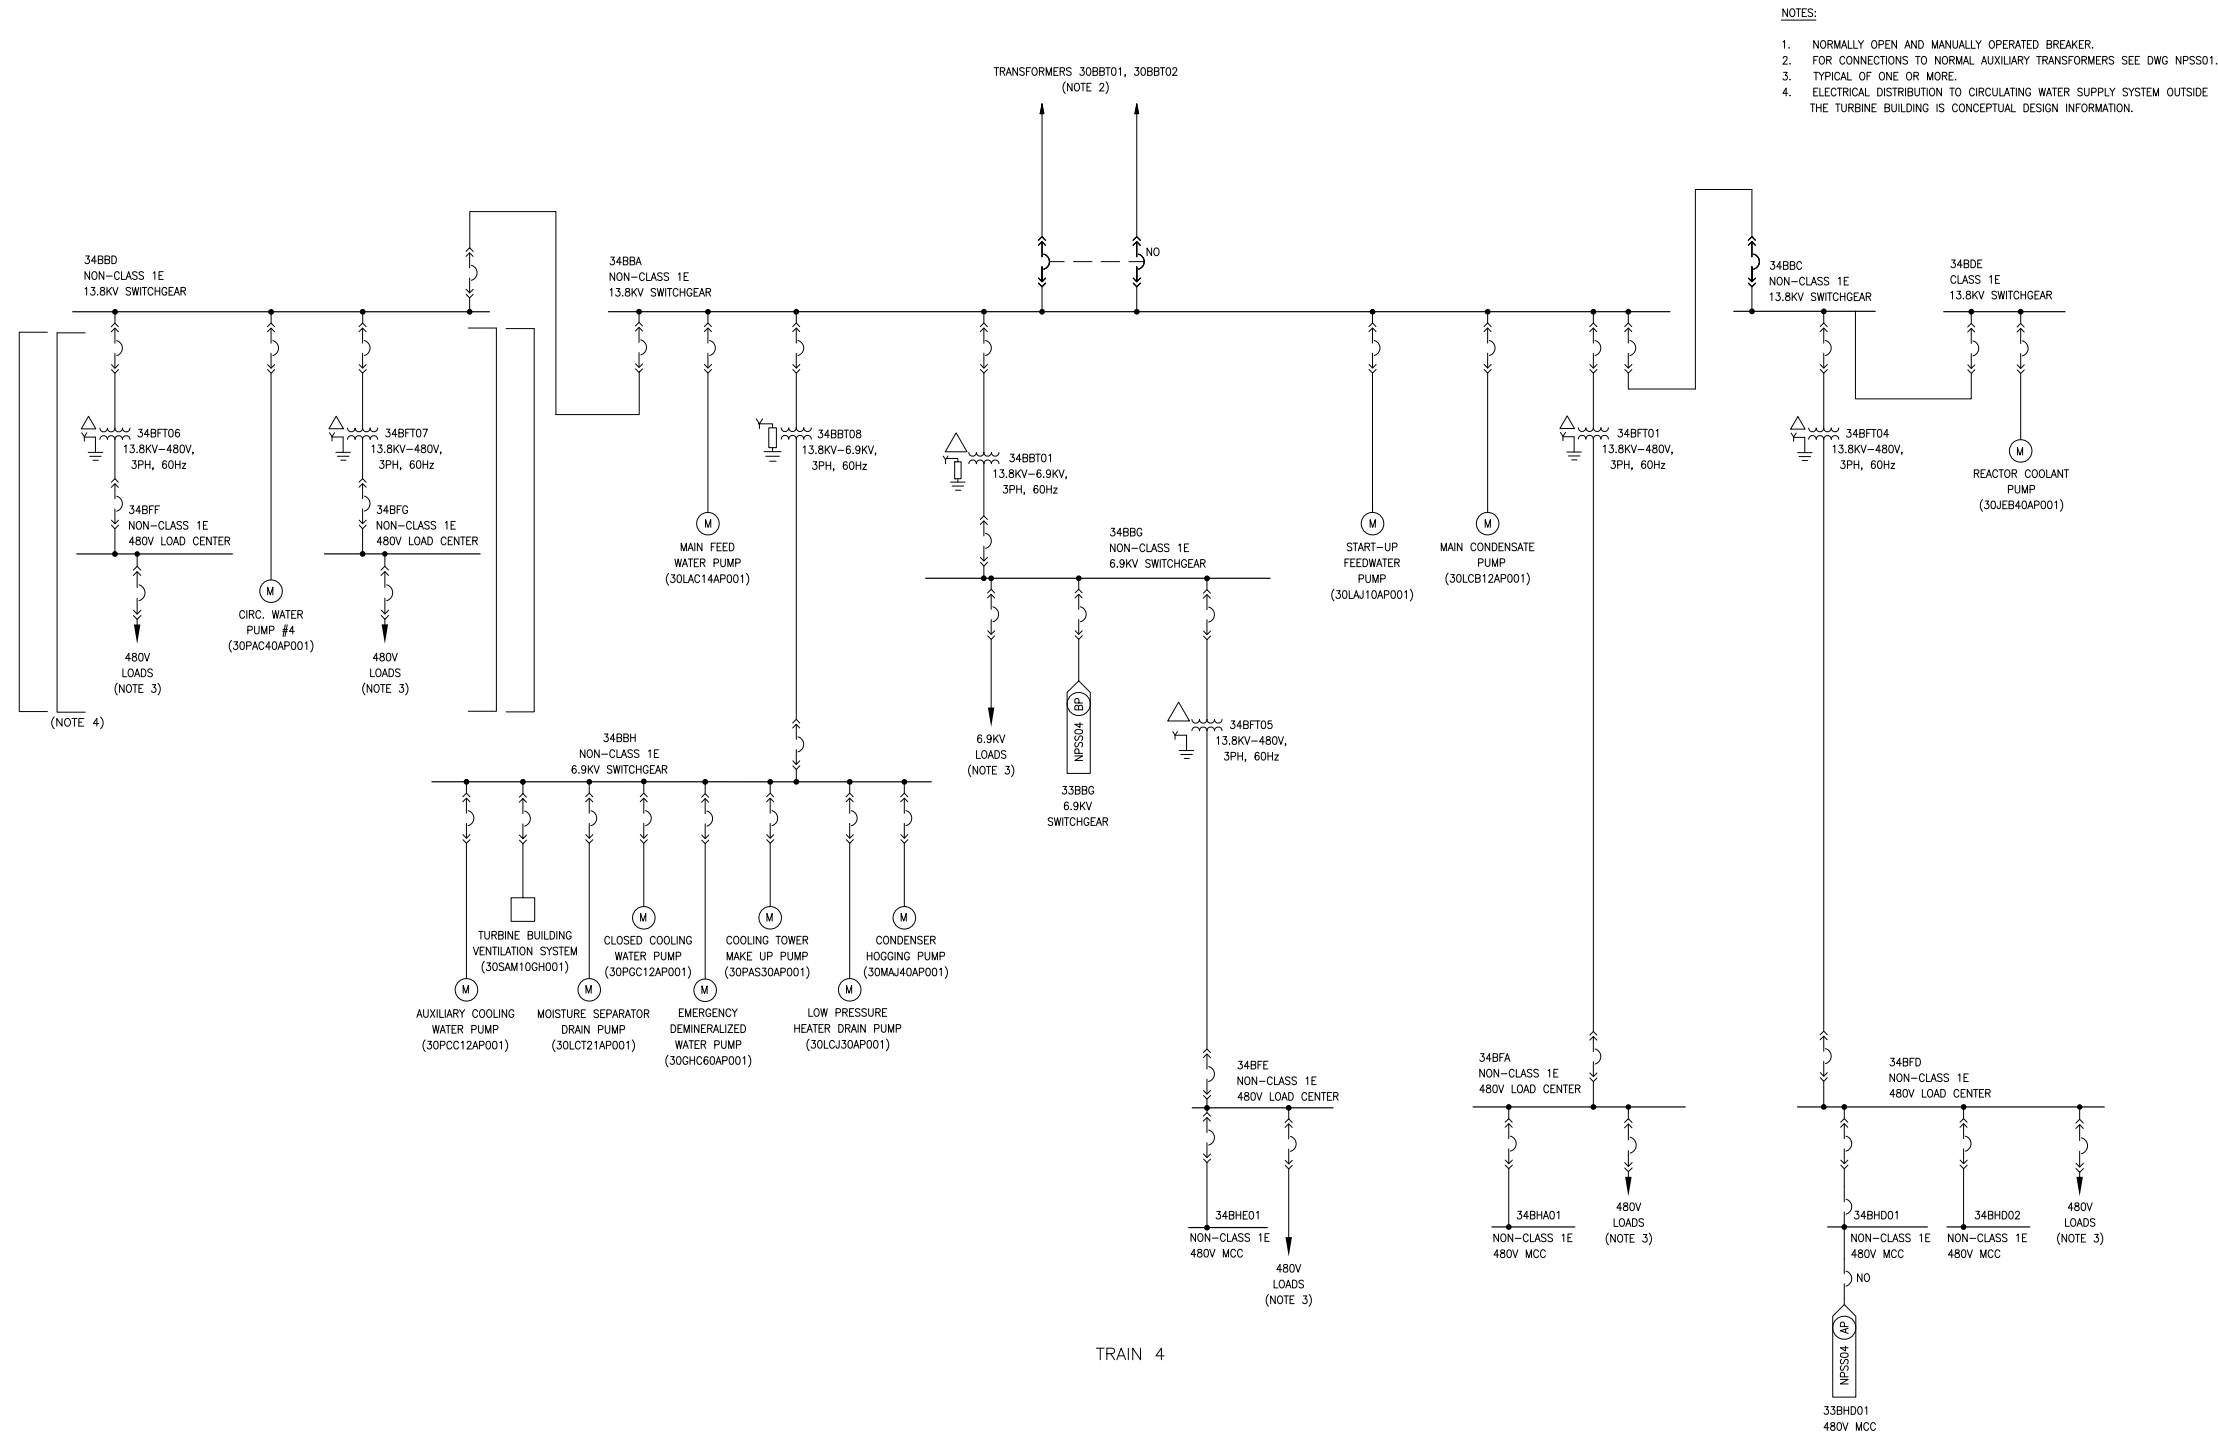 NOTES:
1. NORMALLY OPEN AND MANUALLY OPERATED BREAKER.
2. FOR CONNECTIONS TO NORMAL AUXILIARY TRANSFORMERS SEE DWG NPSS01.
3. TYPICAL OF ONE OR MORE.
4. ELECTRICAL DISTRIBUTION TO CIRCULATING WATER SUPPLY SYSTEM OUTSIDE
THE TURBINE BUILDING IS CONCEPTUAL DESIGN INFORMATION.
TRANSFORMERS 30BBT01, 30BBT02
(NOTE 2)
NO
34BBD
NON-CLASS 1E
13.8KV SWITCHGEAR
34BBA
NON-CLASS 1E
13.8KV SWITCHGEAR
34BBC
NON-CLASS 1E
13.8KV SWITCHGEAR
34BDE
CLASS 1E
13.8KV SWITCHGEAR
34BFT06
13.8KV-480V,
3PH, 60Hz
34BFT07
13.8KV-480V,
3PH, 60Hz
34BBT08
13.8KV-6.9KV,
3PH, 60Hz
34BBT01
13.8KV-6.9KV,
3PH, 60Hz
34BFT01
13.8KV-480V,
3PH, 60Hz
34BFT04
13.8KV-480V,
3PH, 60Hz
M
REACTOR COOLANT
PUMP
(30JEB40AP001)
34BFF
NON-CLASS 1E
480V LOAD CENTER
34BFG
NON-CLASS 1E
480V LOAD CENTER
M
MAIN FEED
WATER PUMP
(30LAC14AP001)
34BBG
NON-CLASS 1E
6.9KV SWITCHGEAR
M
START-UP
FEEDWATER
PUMP
(30LAJ10AP001)
M
MAIN CONDENSATE
PUMP
(30LCB12AP001)
M
CIRC. WATER
PUMP #4
(30PAC40AP001)
480V
LOADS
(NOTE 3)
480V
LOADS
(NOTE 3)
(NOTE 4)
6.9KV
LOADS
(NOTE 3)
BP
NPSS04
33BBG
6.9KV
SWITCHGEAR
34BFT05
13.8KV-480V,
3PH, 60Hz
34BBH
NON-CLASS 1E
6.9KV SWITCHGEAR
TURBINE BUILDING
VENTILATION SYSTEM
(30SAM10GH001)
M
CLOSED COOLING
WATER PUMP
(30PGC12AP001)
M
COOLING TOWER
MAKE UP PUMP
(30PAS30AP001)
M
CONDENSER
HOGGING PUMP
(30MAJ40AP001)
M
AUXILIARY COOLING
WATER PUMP
(30PCC12AP001)
M
MOISTURE SEPARATOR
DRAIN PUMP
(30LCT21AP001)
M
EMERGENCY
DEMINERALIZED
WATER PUMP
(30GHC60AP001)
M
LOW PRESSURE
HEATER DRAIN PUMP
(30LCJ30AP001)
34BFE
NON-CLASS 1E
480V LOAD CENTER
34BFA
NON-CLASS 1E
480V LOAD CENTER
34BFD
NON-CLASS 1E
480V LOAD CENTER
34BHE01
NON-CLASS 1E
480V MCC
480V
LOADS
(NOTE 3)
34BHA01
NON-CLASS 1E
480V MCC
480V
LOADS
(NOTE 3)
34BHD01
NON-CLASS 1E
480V MCC
34BHD02
NON-CLASS 1E
480V MCC
480V
LOADS
(NOTE 3)
NO
AP
NPSS04
33BHD01
480V MCC
TRAIN 4